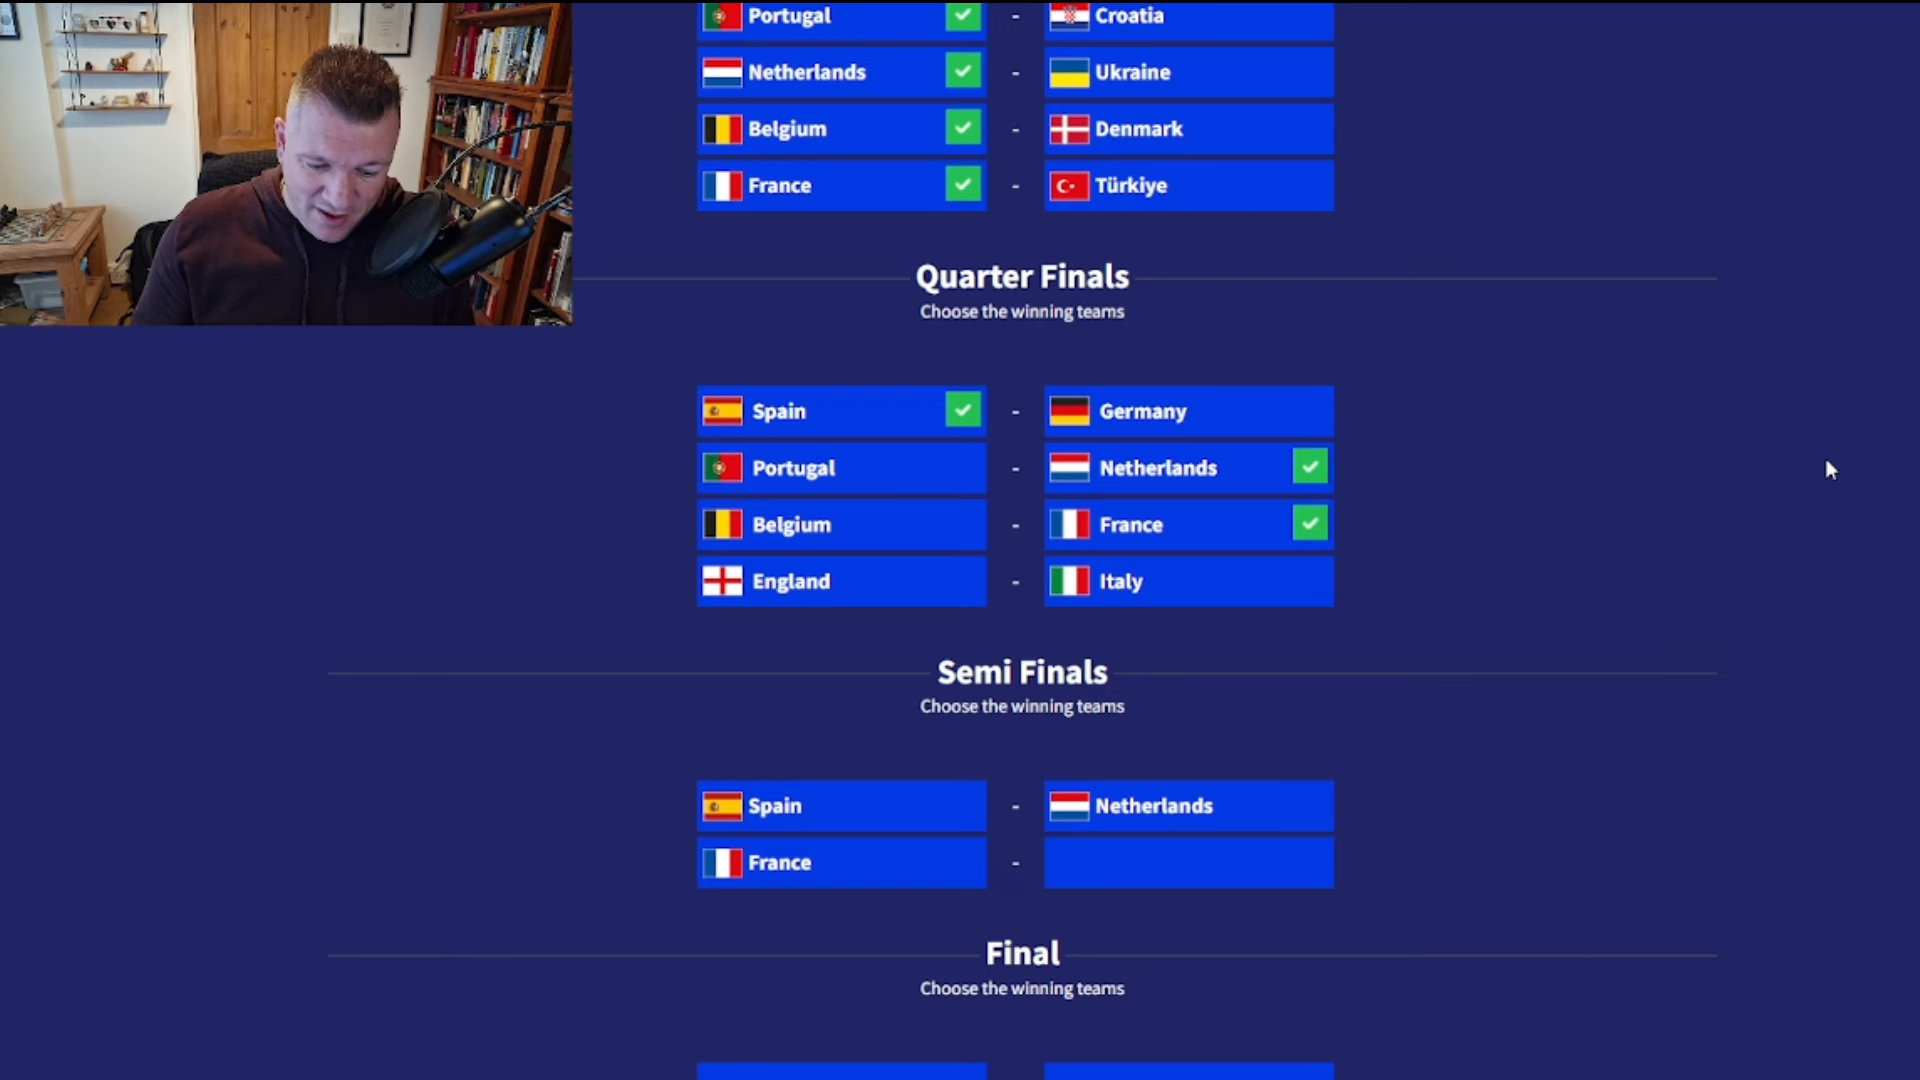 Portugal - Croatia
Netherlands - Ukraine
Belgium - Denmark
France - Türkiye
Quarter Finals
Choose the winning teams
Spain - Germany
Portugal - Netherlands
Belgium - France
England - Italy
Semi Finals
Choose the winning teams
Spain - Netherlands
France -
Final
Choose the winning teams